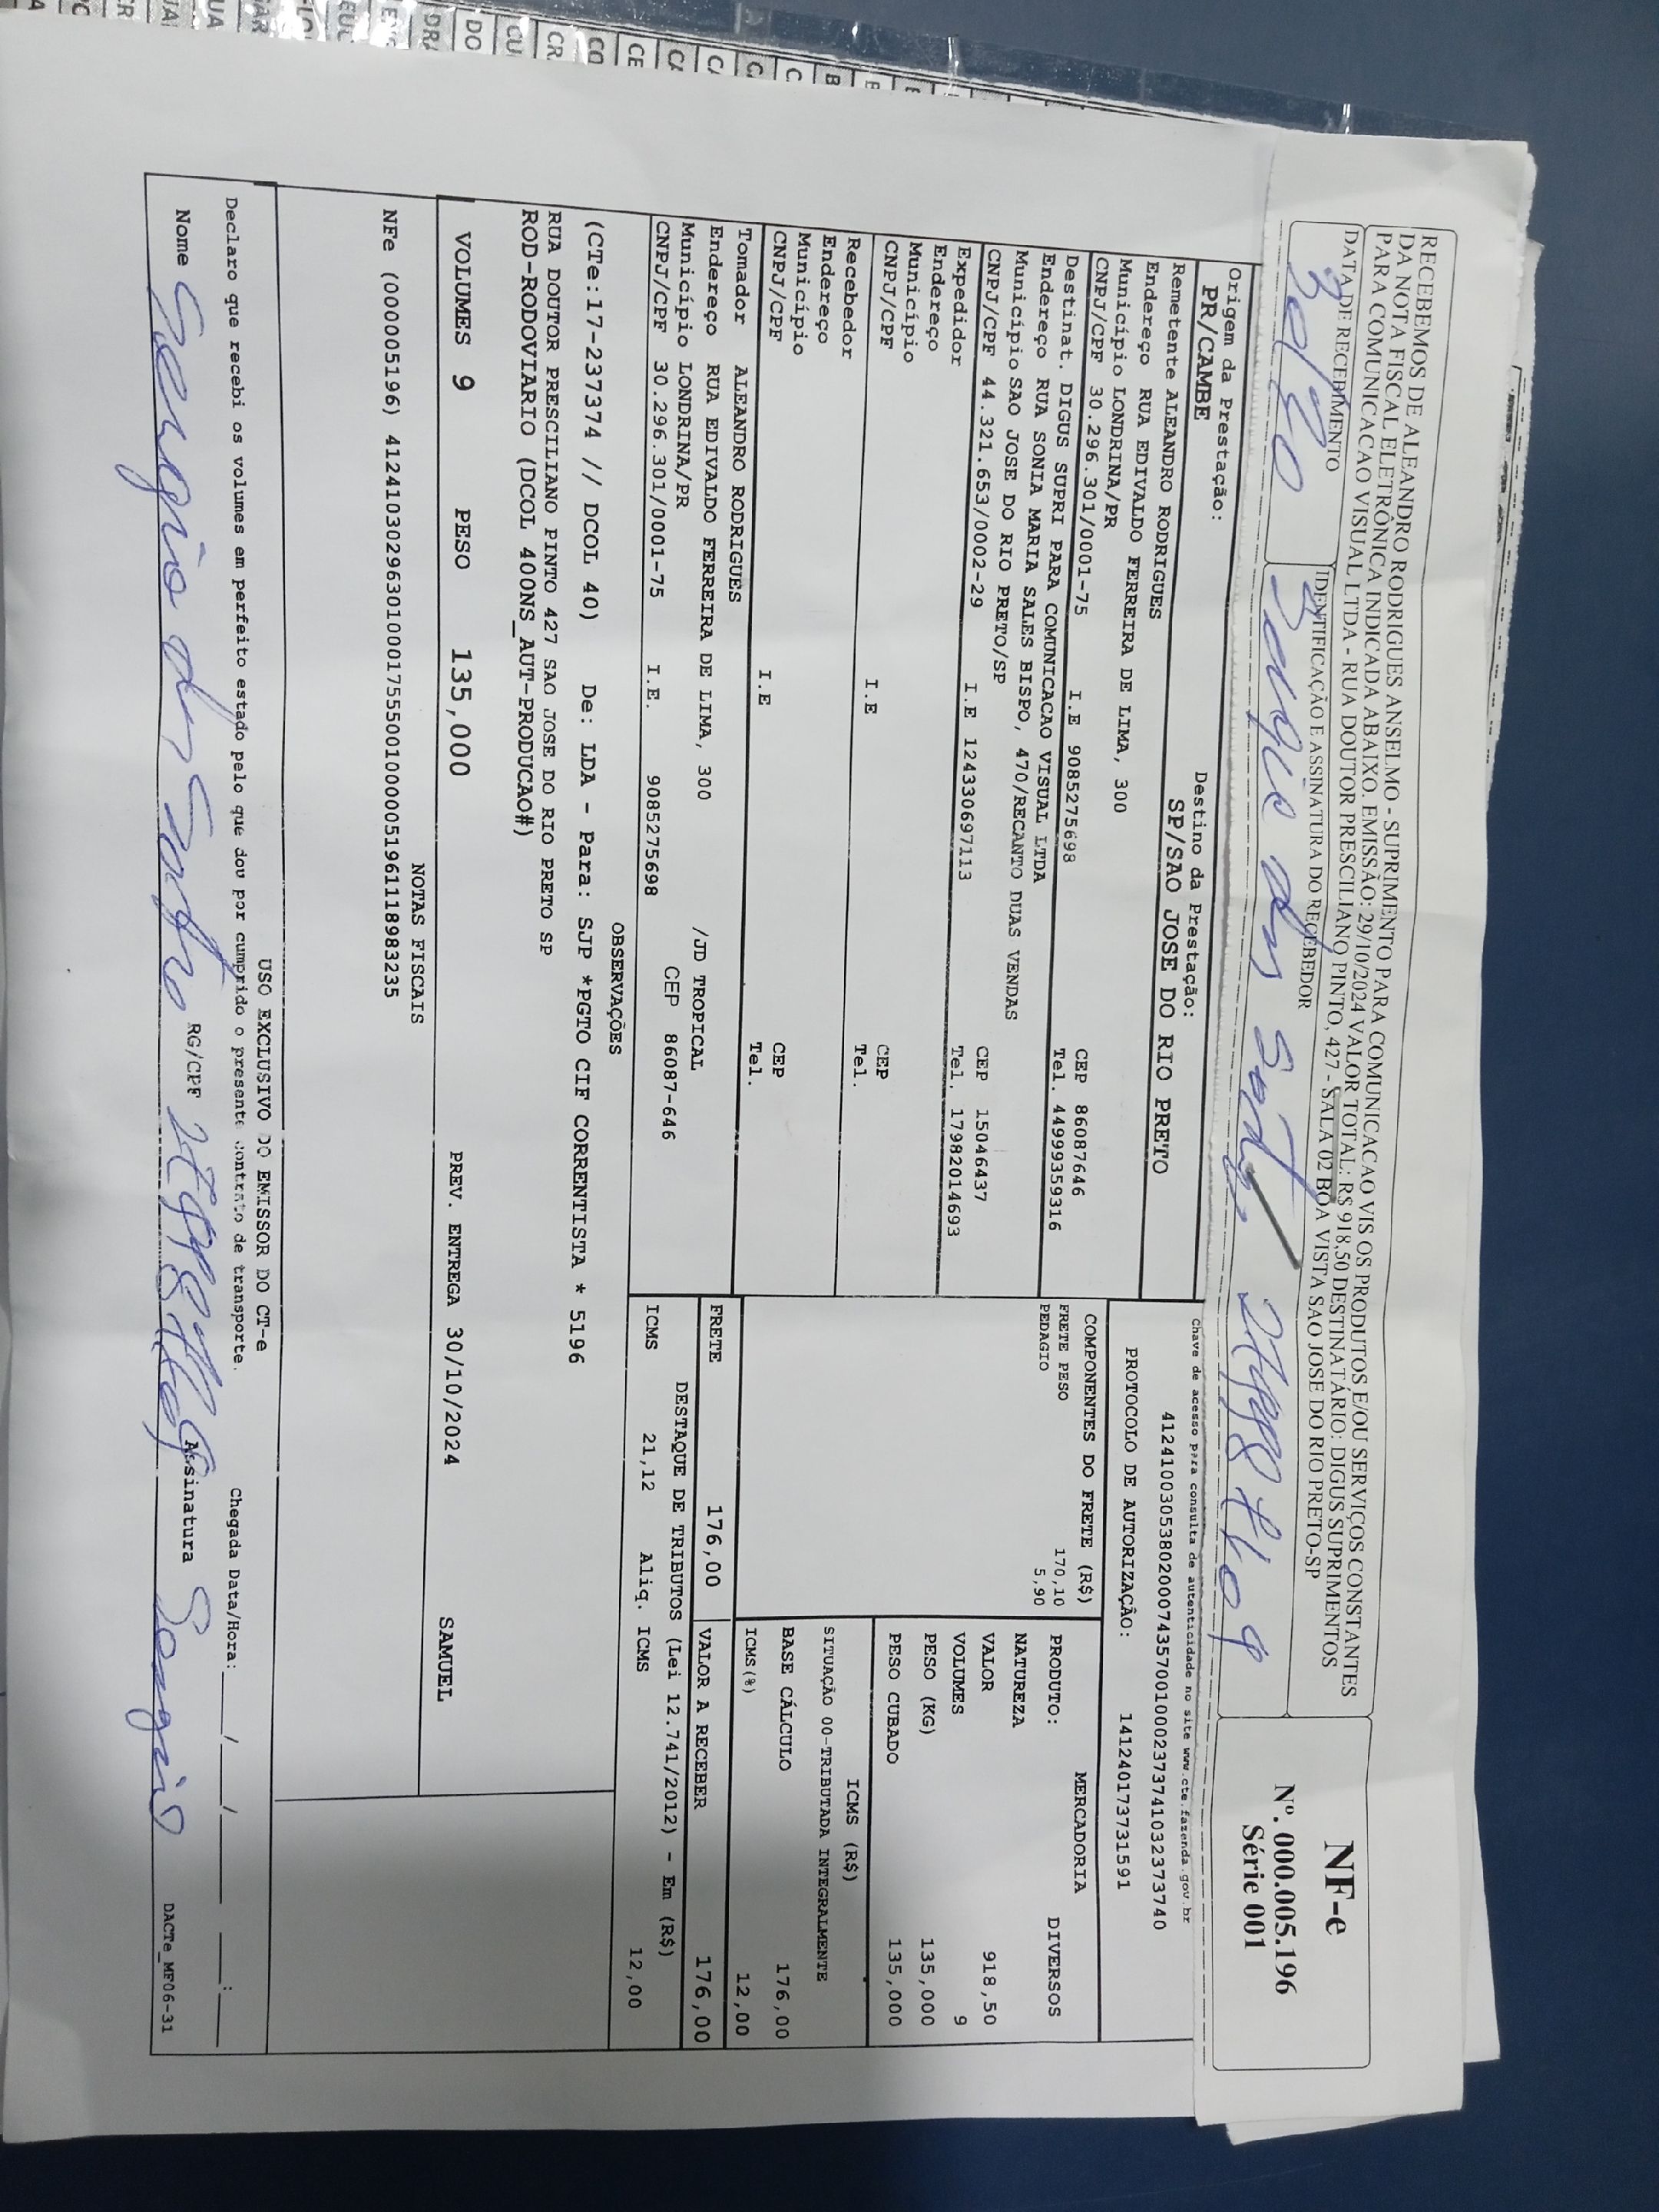 RECEBEMOS DE ALEANDRO RODRIGUES ANSELMO - SUPRIMENTO PARA COMUNICACAO VIS OS PRODUTOS E/OU SERVIÇOS CONSTANTES
DA NOTA FISCAL ELETRÔNICA INDICADA ABAIXO. EMISSÃO: 29/10/2024 VALOR TOTAL: R$ 918,50 DESTINATÁRIO: DIGUS SUPRIMENTOS
PARA COMUNICACAO VISUAL LTDA - RUA DOUTOR PRESCILIANO PINTO, 427 - SALA 02 BOA VISTA SAO JOSE DO RIO PRETO-SP
DATA DE RECEBIMENTO
IDENTIFICAÇÃO E ASSINATURA DO RECEBEDOR
30/10
dos Santos
NF-e
Nº. 000.005.196
Série 001
Origem da Prestação:
PR/CAMBE
Destino da Prestação:
SP/SAO JOSE DO RIO PRETO
Chave de acesso para consulta de autenticidade no site www.cte.fazenda.gov.br
41241003053802000743570010002373741032373740
PROTOCOLO DE AUTORIZAÇÃO: 141240173731591
Remetente ALEANDRO RODRIGUES
Endereço RUA EDIVALDO FERREIRA DE LIMA, 300
Município LONDRINA/PR CEP 86087646
CNPJ/CPF 30.296.301/0001-75 I.E 9085275698 Tel. 44999359316
Destinat. DIGUS SUPRI PARA COMUNICACAO VISUAL LTDA
Endereço RUA SONIA MARIA SALES BISPO, 470/RECANTO DUAS VENDAS
Município SAO JOSE DO RIO PRETO/SP CEP 15046437
CNPJ/CPF 44.321.653/0002-29 I.E 124330697113 Tel. 17982014693
Expedidor
Endereço
Município CEP
CNPJ/CPF I.E Tel.
Recebedor
Endereço
Município CEP
CNPJ/CPF I.E Tel.
Tomador ALEANDRO RODRIGUES
Endereço RUA EDIVALDO FERREIRA DE LIMA, 300 /JD TROPICAL
Município LONDRINA/PR CEP 86087-646
CNPJ/CPF 30.296.301/0001-75 I.E. 9085275698
COMPONENTES DO FRETE (R$)
FRETE PESO 170,10
PEDAGIO 5,90
MERCADORIA
PRODUTO: DIVERSOS
NATUREZA
VALOR 918,50
VOLUMES 9
PESO (KG) 135,000
PESO CUBADO 135,000
ICMS (R$)
SITUAÇÃO 00-TRIBUTADA INTEGRALMENTE
BASE CÁLCULO 176,00
ICMS(%) 12,00
FRETE 176,00
VALOR A RECEBER 176,00
DESTAQUE DE TRIBUTOS (Lei 12.741/2012) - Em (R$)
ICMS 21,12 Aliq. ICMS 12,00
OBSERVAÇÕES
(CTe:17-237374 // DCOL 40) De: LDA - Para: SJP *PGTO CIF CORRENTISTA * 5196
RUA DOUTOR PRESCILIANO PINTO 427 SAO JOSE DO RIO PRETO SP
ROD-RODOVIARIO (DCOL 400NS_AUT-PRODUCAO#)
VOLUMES 9 PESO 135,000 PREV. ENTREGA 30/10/2024 SAMUEL
NOTAS FISCAIS
NFe (000005196) 41241030296301000175550010000051961118983235
USO EXCLUSIVO DO EMISSOR DO CT-e
Declaro que recebi os volumes em perfeito estado pelo que dou por cumprido o presente contrato de transporte. Chegada Data/Hora: __/__/____ __:__
Nome Sergio dos Santos RG/CPF Assinatura Sergio
DACTe_MF06-31